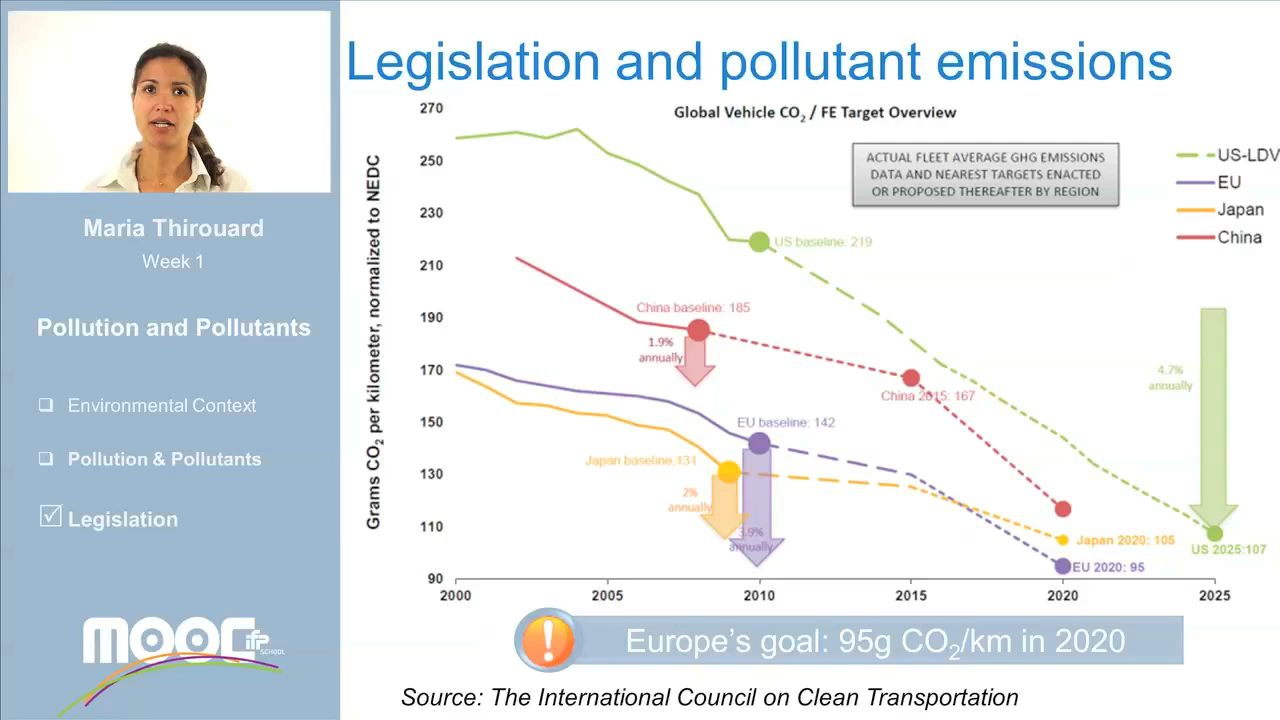 Legislation and pollutant emissions
Maria Thirouard
Week 1
Pollution and Pollutants
Environmental Context
Pollution & Pollutants
Legislation
MOOC
ifp
SCHOOL
Global Vehicle CO2 / FE Target Overview
ACTUAL FLEET AVERAGE GHG EMISSIONS
DATA AND NEAREST TARGETS ENACTED
OR PROPOSED THEREAFTER BY REGION
US-LDV
EU
Japan
China
Grams CO2 per kilometer, normalized to NEDC
270
250
230
210
190
170
150
130
110
90
US baseline: 219
China baseline: 185
1.9%
annually
4.7%
annually
China 2015: 167
EU baseline: 142
Japan baseline:131
2%
annually
3.9%
annually
Japan 2020: 105
US 2025:107
EU 2020: 95
2000 2005 2010 2015 2020 2025
Europe's goal: 95g CO2/km in 2020
Source: The International Council on Clean Transportation